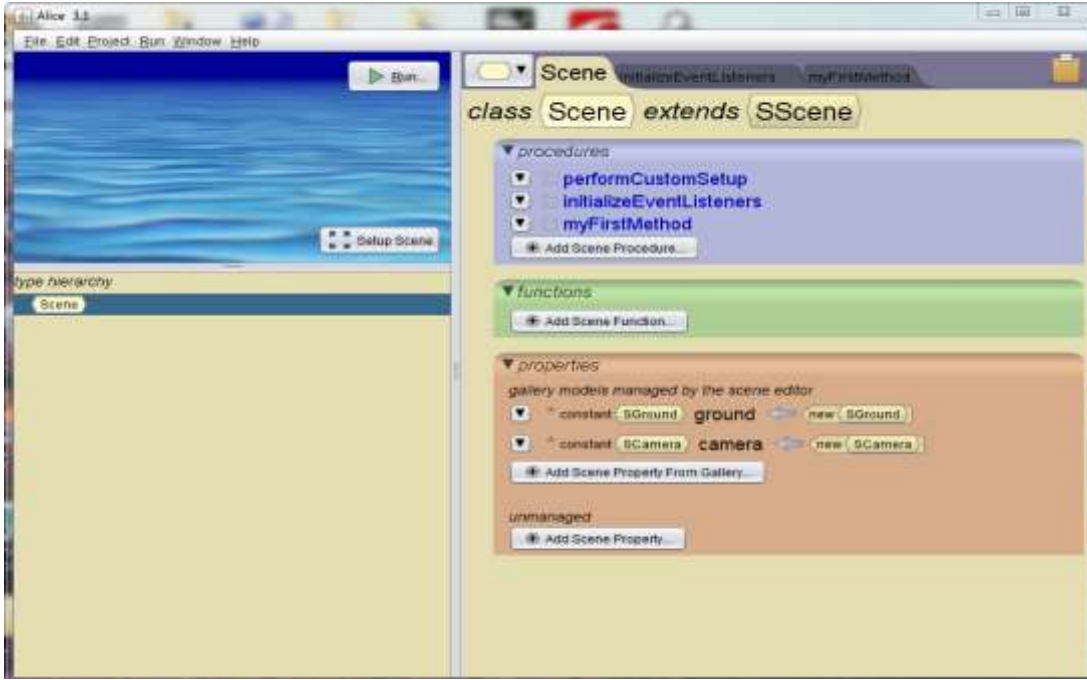 Alice 3.1
File Edit Project Run Window Help
Run...
Setup Scene
type hierarchy
Scene
Scene initializeEventListeners myFirstMethod
class Scene extends SScene
procedures
performCustomSetup
initializeEventListeners
myFirstMethod
Add Scene Procedure...
functions
Add Scene Function...
properties
gallery models managed by the scene editor
constant SGround ground new SGround
constant SCamera camera new SCamera
Add Scene Property From Gallery...
unmanaged
Add Scene Property...